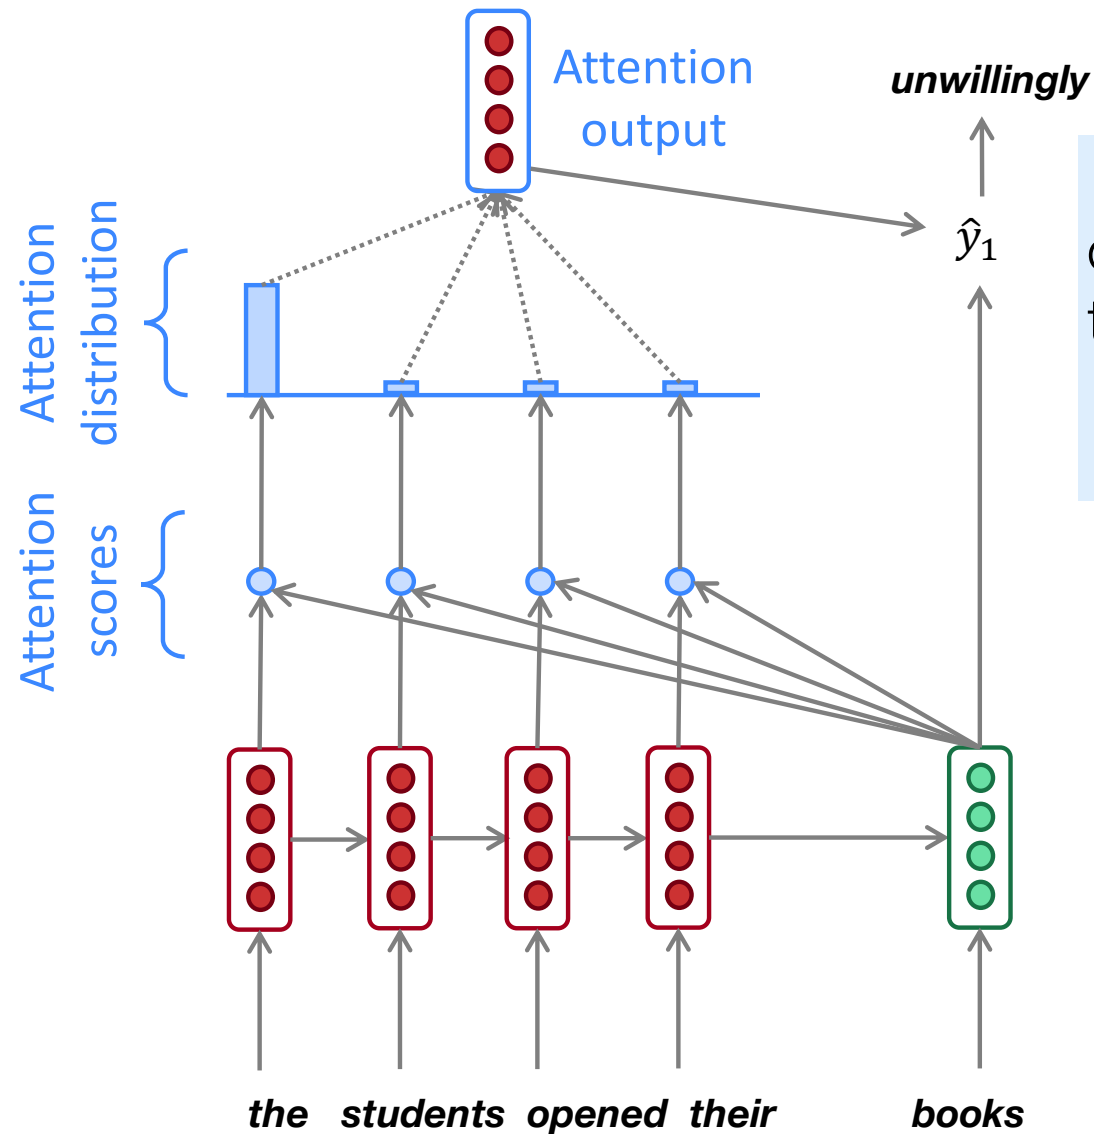 Attention
output
unwillingly
ŷ₁
Attention
distribution
Attention
scores
the students opened their books